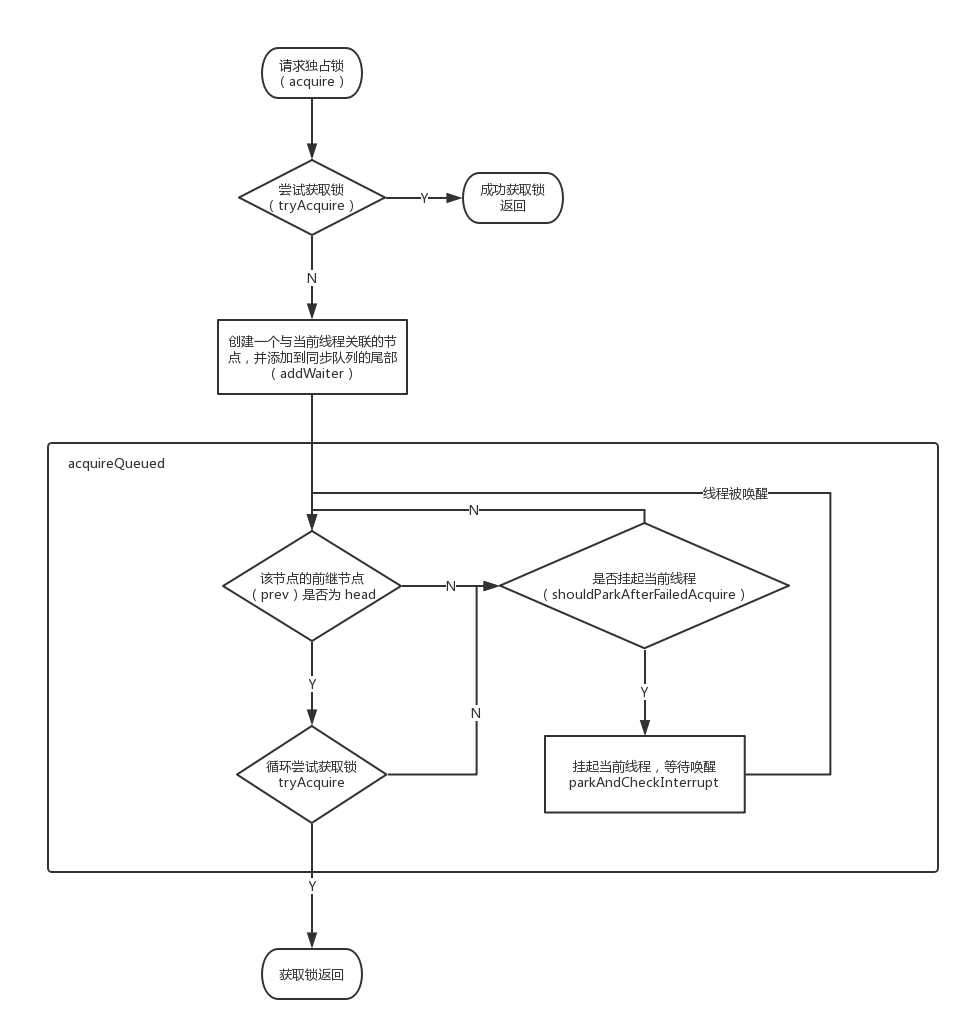 请求独占锁
（acquire）
尝试获取锁
（tryAcquire）
Y
成功获取锁
返回
N
创建一个与当前线程关联的节
点，并添加到同步队列的尾部
（addWaiter）
acquireQueued
线程被唤醒
N
该节点的前继节点
（prev）是否为 head
N
是否挂起当前线程
（shouldParkAfterFailedAcquire）
Y
Y
N
循环尝试获取锁
tryAcquire
挂起当前线程，等待唤醒
parkAndCheckInterrupt
Y
获取锁返回